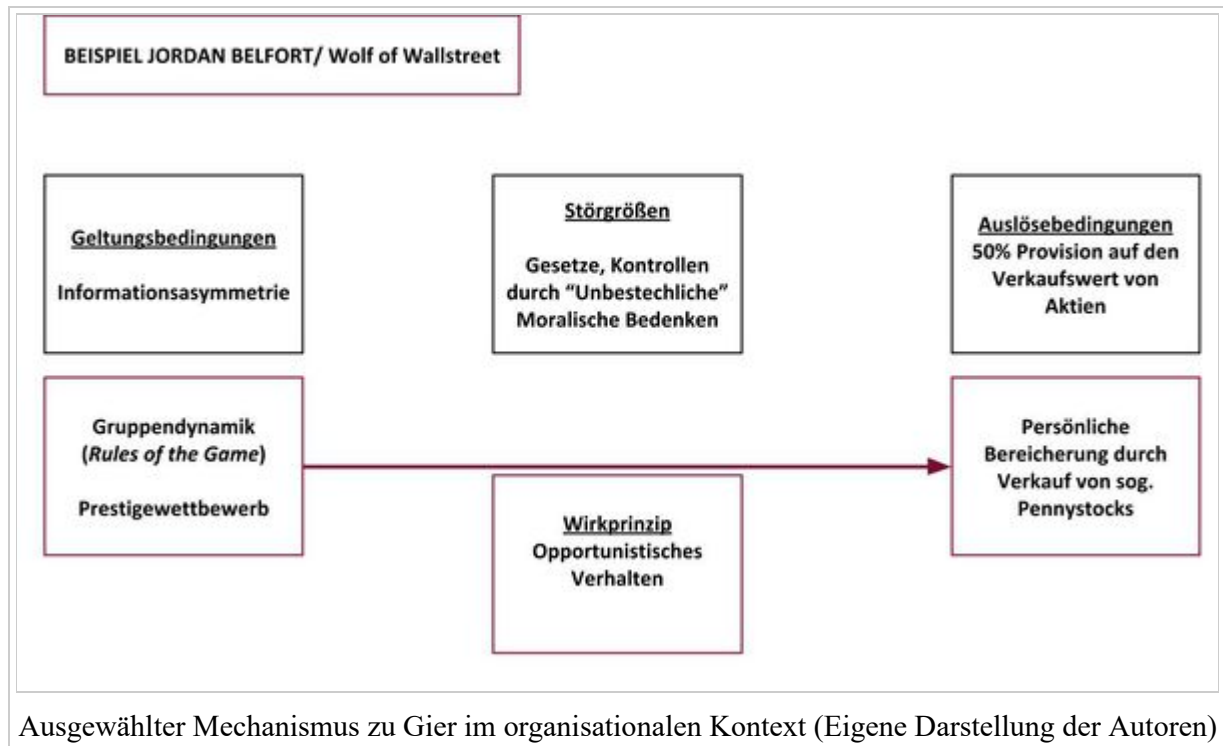 BEISPIEL JORDAN BELFORT/ Wolf of Wallstreet
Geltungsbedingungen
Informationsasymmetrie
Störgrößen
Gesetze, Kontrollen
durch “Unbestechliche”
Moralische Bedenken
Auslösebedingungen
50% Provision auf den
Verkaufswert von
Aktien
Gruppendynamik
(Rules of the Game)
Prestigewettbewerb
Wirkprinzip
Opportunistisches
Verhalten
Persönliche
Bereicherung durch
Verkauf von sog.
Pennystocks
Ausgewählter Mechanismus zu Gier im organisationalen Kontext (Eigene Darstellung der Autoren)